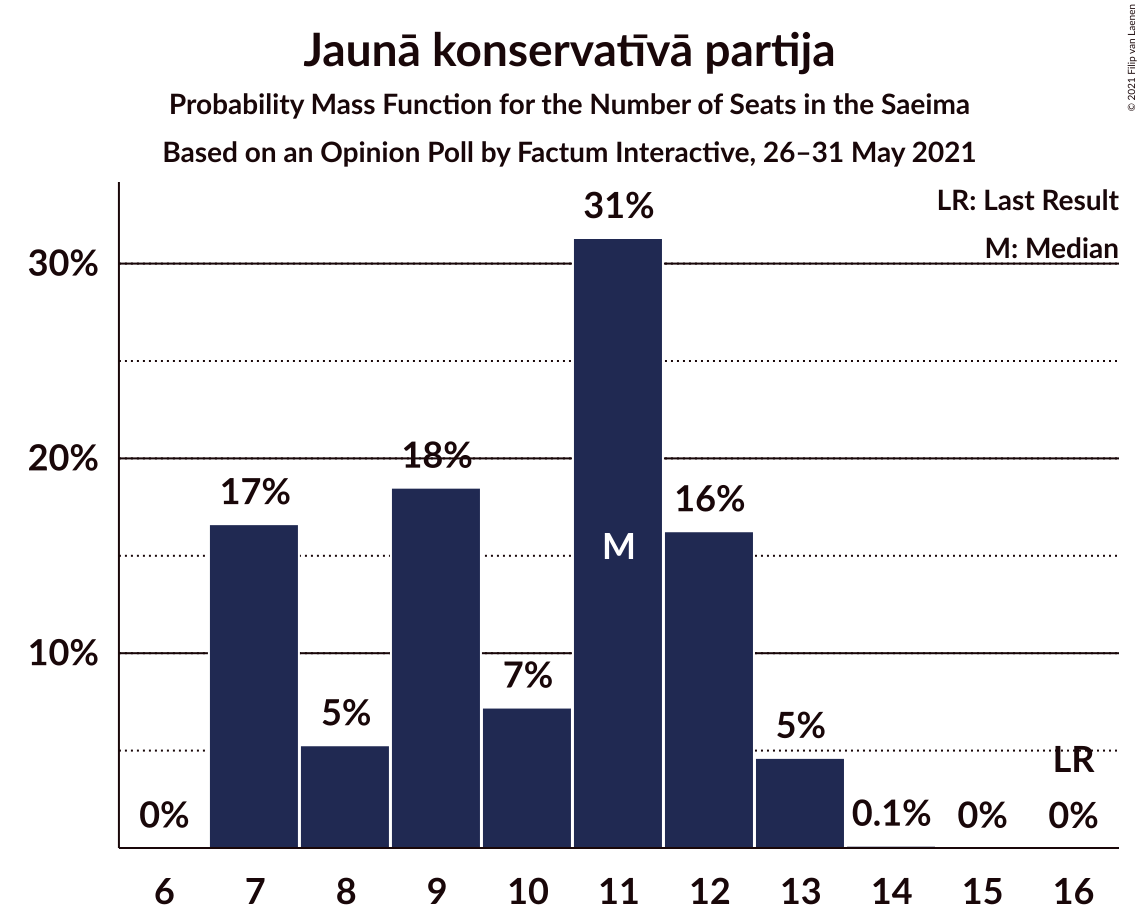 Jaunā konservatīvā partija
Probability Mass Function for the Number of Seats in the Saeima
Based on an Opinion Poll by Factum Interactive, 26–31 May 2021
© 2021 Filip van Laenen
LR: Last Result
M: Median
30%
20%
10%
0%
17%
5%
18%
7%
31%
M
16%
5%
0.1%
0%
LR
0%
6 7 8 9 10 11 12 13 14 15 16